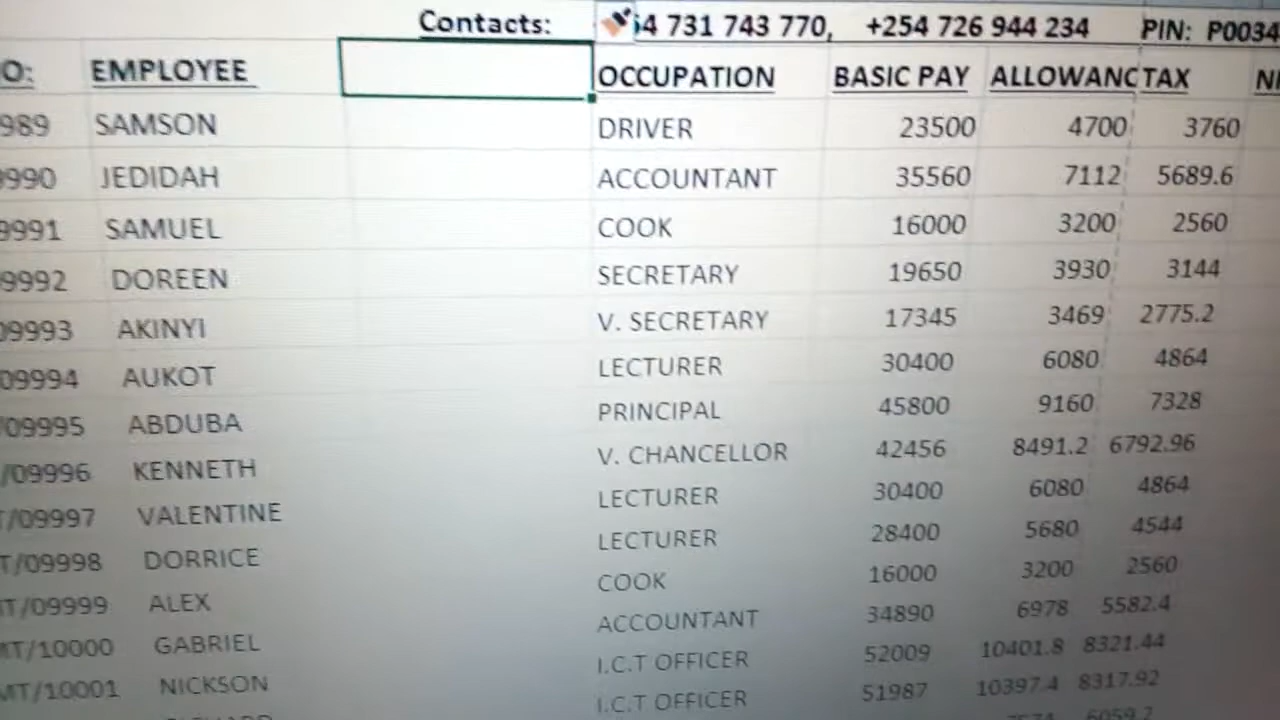 Contacts: 4 731 743 770, +254 726 944 234 PIN: P0034
O: EMPLOYEE OCCUPATION BASIC PAY ALLOWANC TAX
989 SAMSON DRIVER 23500 4700 3760
9990 JEDIDAH ACCOUNTANT 35560 7112 5689.6
9991 SAMUEL COOK 16000 3200 2560
9992 DOREEN SECRETARY 19650 3930 3144
09993 AKINYI V. SECRETARY 17345 3469 2775.2
09994 AUKOT LECTURER 30400 6080 4864
/09995 ABDUBA PRINCIPAL 45800 9160 7328
/09996 KENNETH V. CHANCELLOR 42456 8491.2 6792.96
T/09997 VALENTINE LECTURER 30400 6080 4864
T/09998 DORRICE LECTURER 28400 5680 4544
MT/09999 ALEX COOK 16000 3200 2560
MT/10000 GABRIEL ACCOUNTANT 34890 6978 5582.4
MT/10001 NICKSON I.C.T OFFICER 52009 10401.8 8321.44
I.C.T OFFICER 51987 10397.4 8317.92